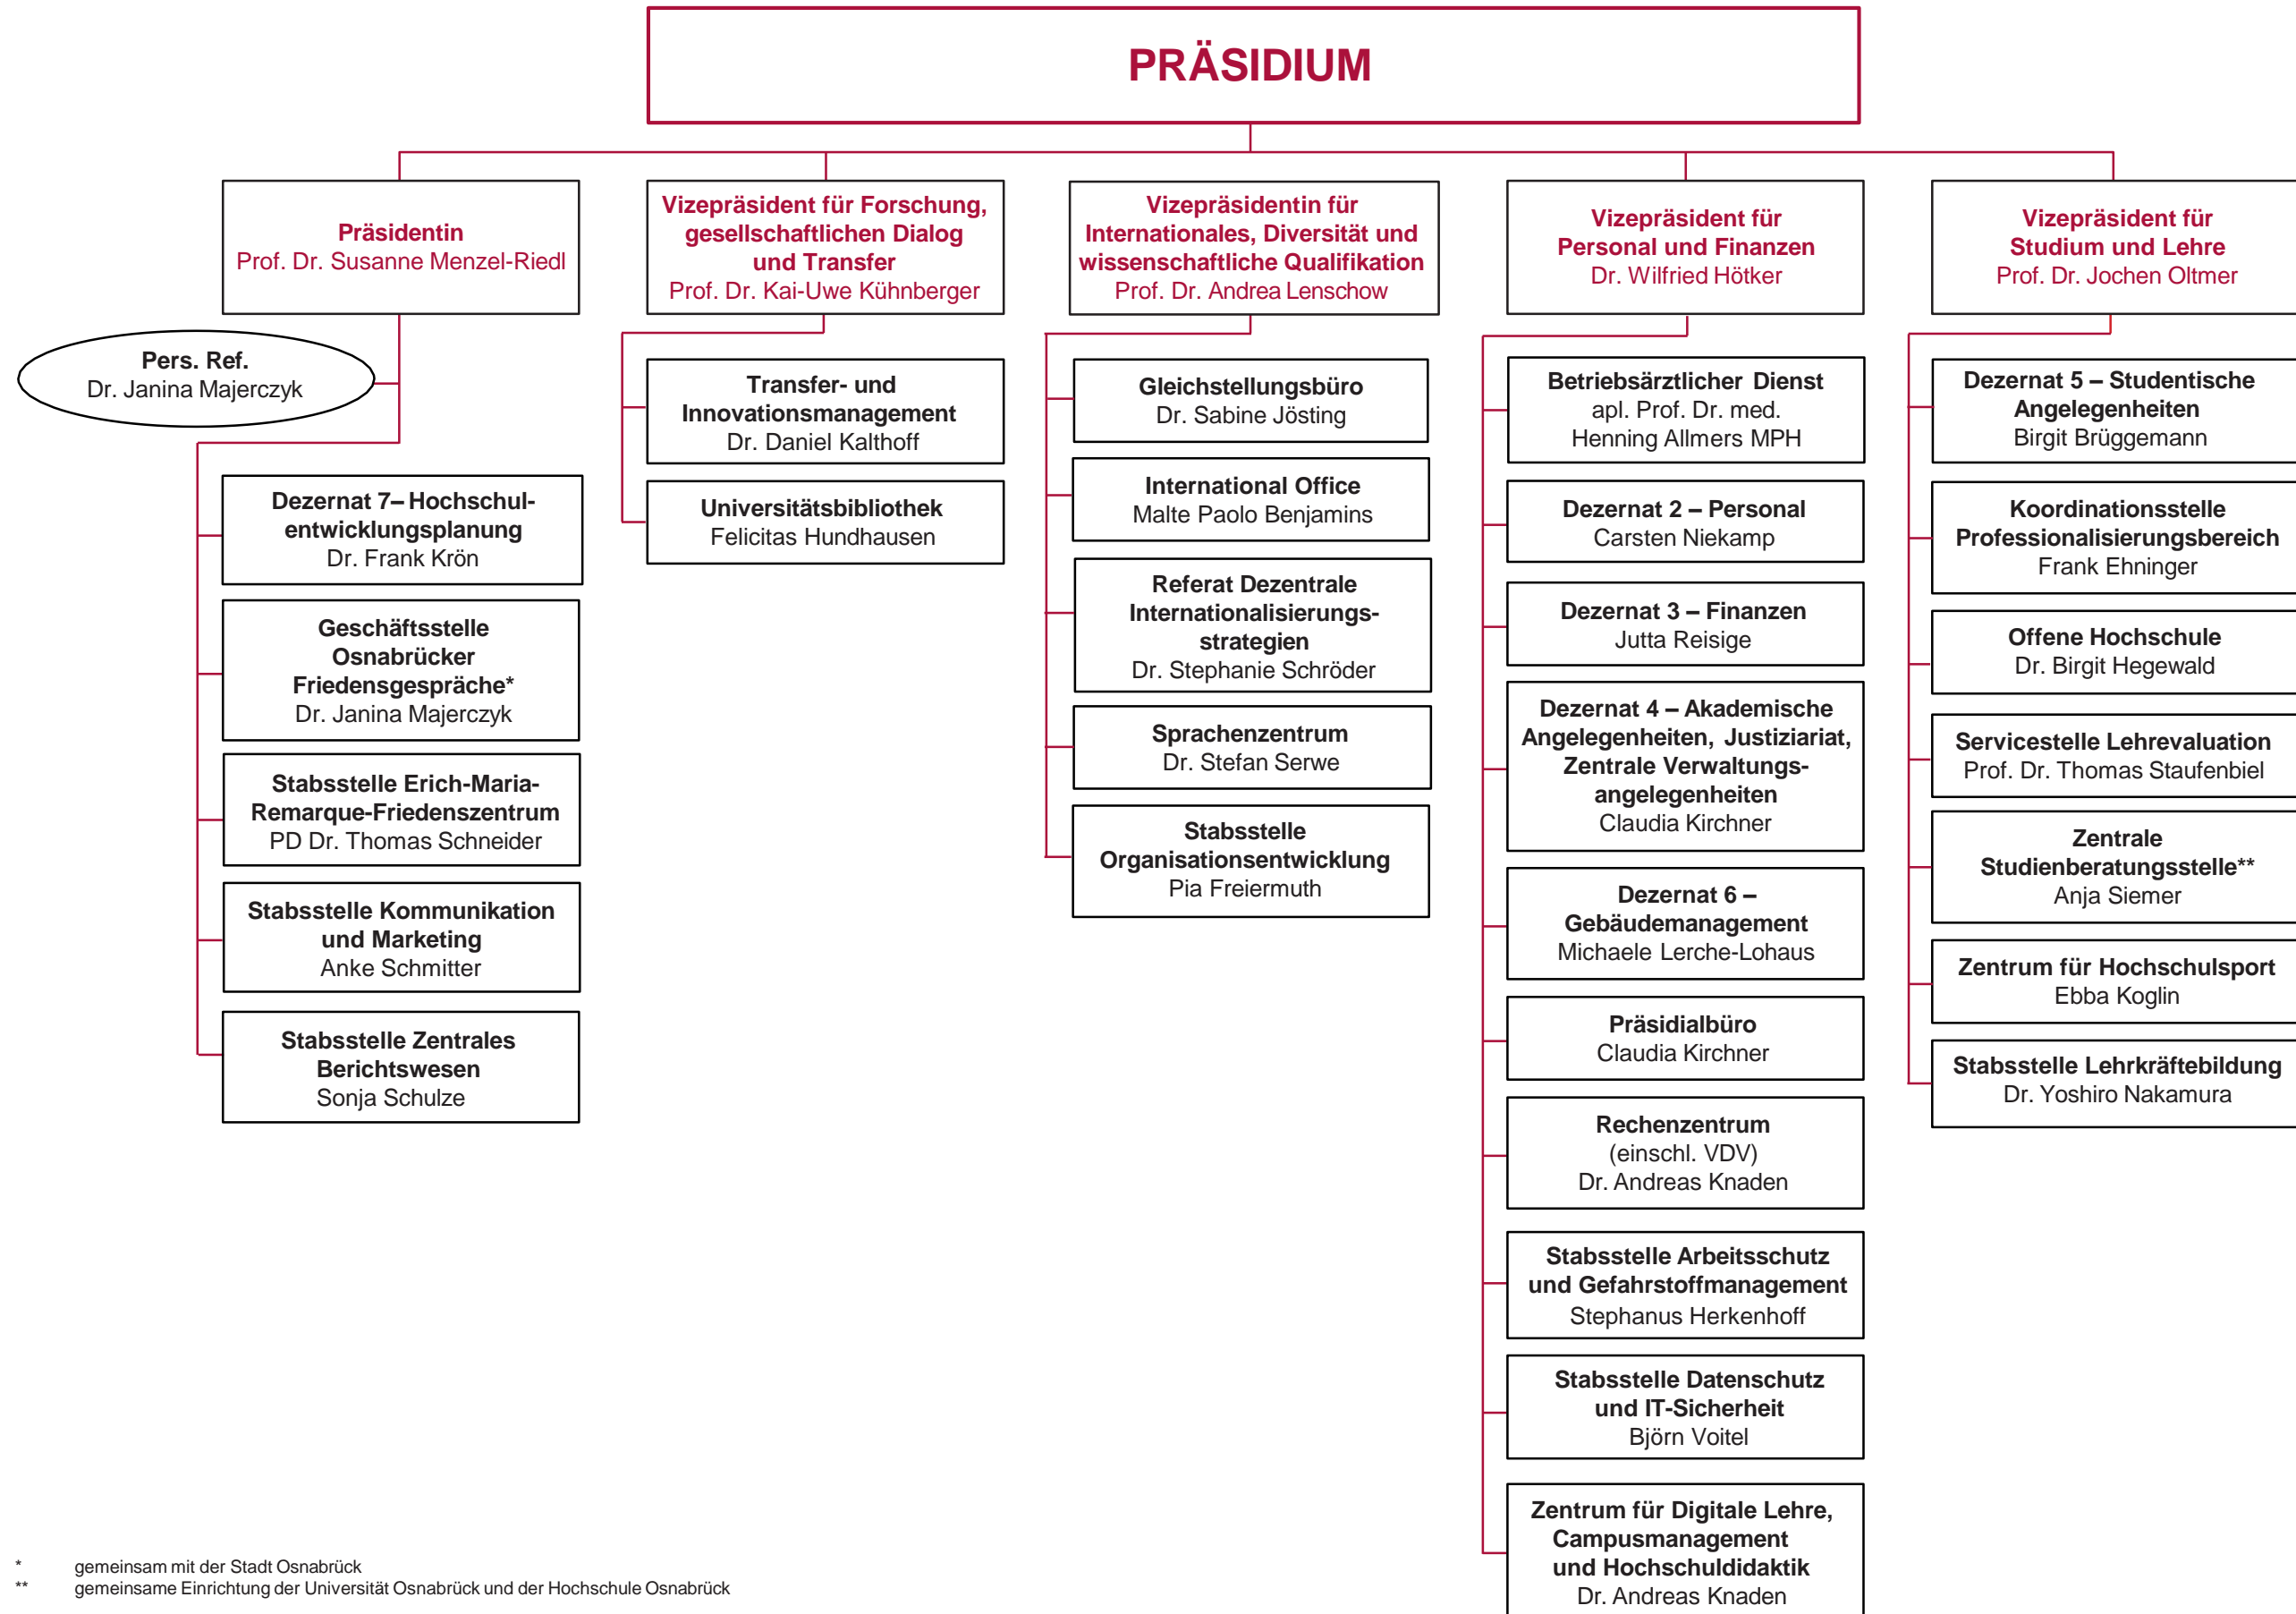 PRÄSIDIUM
Präsidentin
Prof. Dr. Susanne Menzel-Riedl
Pers. Ref.
Dr. Janina Majerczyk
Dezernat 7– Hochschul-
entwicklungsplanung
Dr. Frank Krön
Geschäftsstelle
Osnabrücker
Friedensgespräche*
Dr. Janina Majerczyk
Stabsstelle Erich-Maria-
Remarque-Friedenszentrum
PD Dr. Thomas Schneider
Stabsstelle Kommunikation
und Marketing
Anke Schmitter
Stabsstelle Zentrales
Berichtswesen
Sonja Schulze
Vizepräsident für Forschung,
gesellschaftlichen Dialog
und Transfer
Prof. Dr. Kai-Uwe Kühnberger
Transfer- und
Innovationsmanagement
Dr. Daniel Kalthoff
Universitätsbibliothek
Felicitas Hundhausen
Vizepräsidentin für
Internationales, Diversität und
wissenschaftliche Qualifikation
Prof. Dr. Andrea Lenschow
Gleichstellungsbüro
Dr. Sabine Jösting
International Office
Malte Paolo Benjamins
Referat Dezentrale
Internationalisierungs-
strategien
Dr. Stephanie Schröder
Sprachenzentrum
Dr. Stefan Serwe
Stabsstelle
Organisationsentwicklung
Pia Freiermuth
Vizepräsident für
Personal und Finanzen
Dr. Wilfried Hötker
Betriebsärztlicher Dienst
apl. Prof. Dr. med.
Henning Allmers MPH
Dezernat 2 – Personal
Carsten Niekamp
Dezernat 3 – Finanzen
Jutta Reisige
Dezernat 4 – Akademische
Angelegenheiten, Justiziariat,
Zentrale Verwaltungs-
angelegenheiten
Claudia Kirchner
Dezernat 6 –
Gebäudemanagement
Michaele Lerche-Lohaus
Präsidialbüro
Claudia Kirchner
Rechenzentrum
(einschl. VDV)
Dr. Andreas Knaden
Stabsstelle Arbeitsschutz
und Gefahrstoffmanagement
Stephanus Herkenhoff
Stabsstelle Datenschutz
und IT-Sicherheit
Björn Voitel
Zentrum für Digitale Lehre,
Campusmanagement
und Hochschuldidaktik
Dr. Andreas Knaden
Vizepräsident für
Studium und Lehre
Prof. Dr. Jochen Oltmer
Dezernat 5 – Studentische
Angelegenheiten
Birgit Brüggemann
Koordinationsstelle
Professionalisierungsbereich
Frank Ehninger
Offene Hochschule
Dr. Birgit Hegewald
Servicestelle Lehrevaluation
Prof. Dr. Thomas Staufenbiel
Zentrale
Studienberatungsstelle**
Anja Siemer
Zentrum für Hochschulsport
Ebba Koglin
Stabsstelle Lehrkräftebildung
Dr. Yoshiro Nakamura
* gemeinsam mit der Stadt Osnabrück
** gemeinsame Einrichtung der Universität Osnabrück und der Hochschule Osnabrück